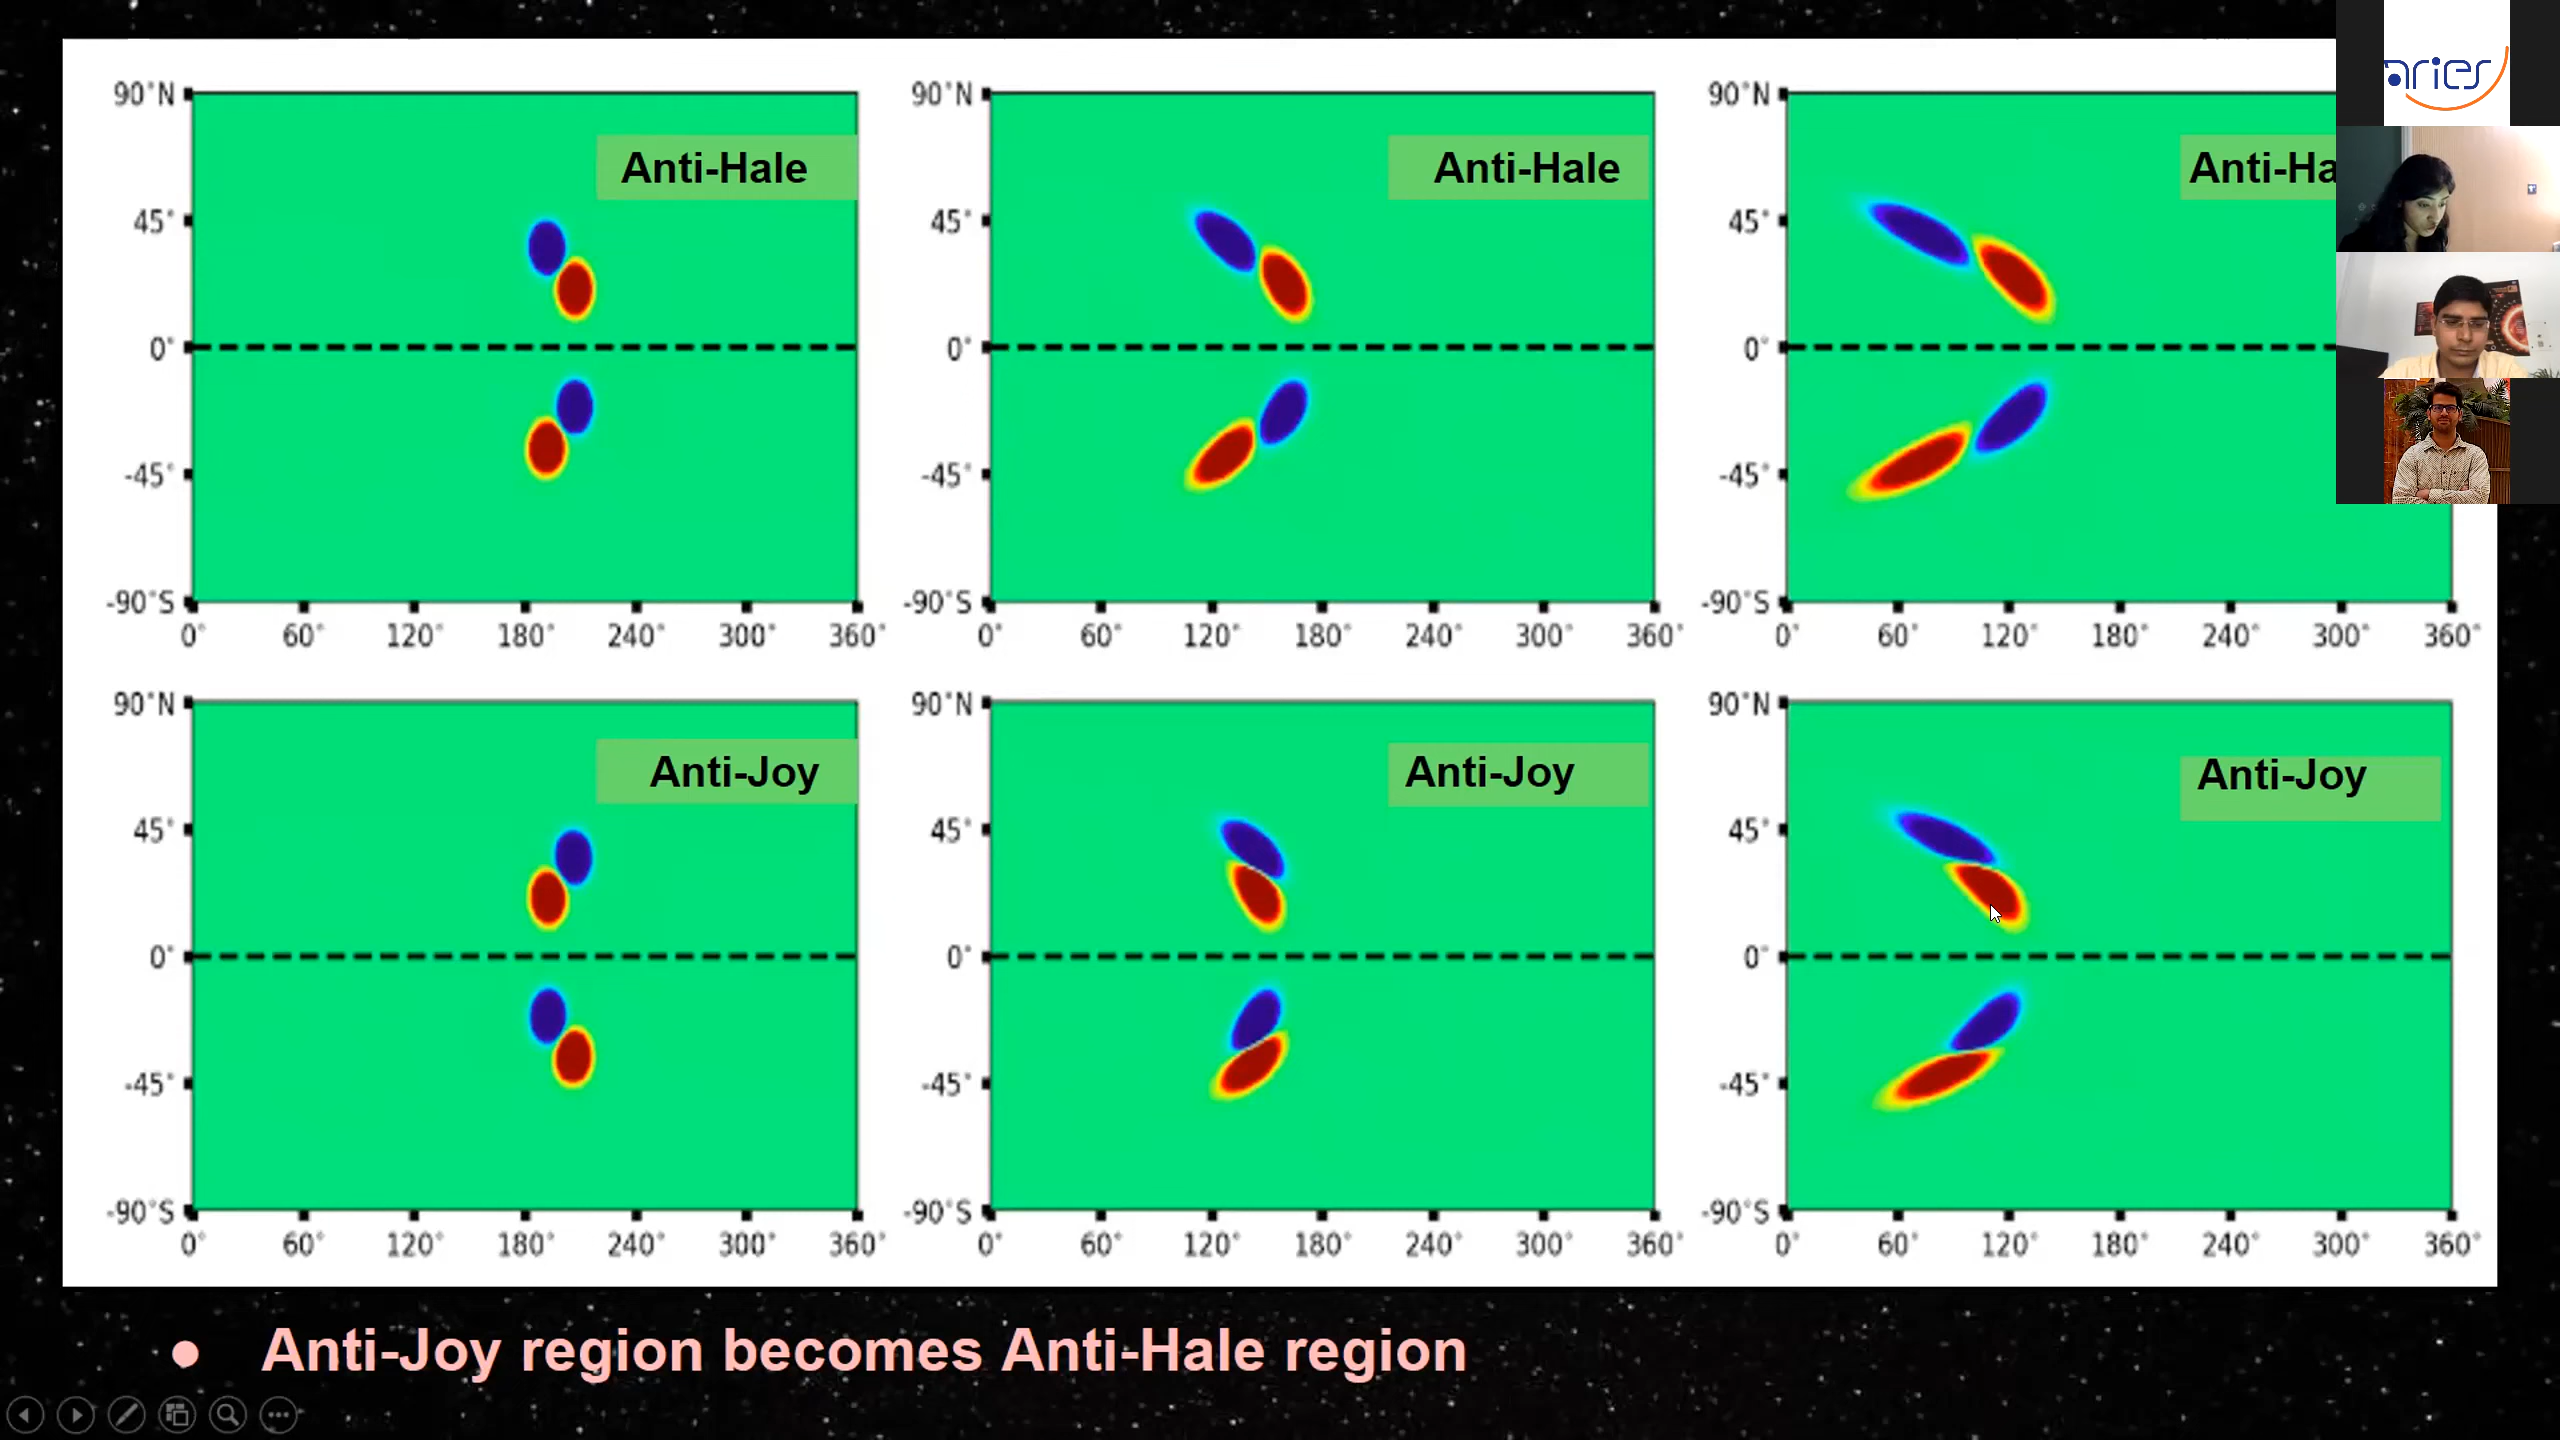 aries
90°N 90°N 90°N
Anti-Hale Anti-Hale Anti-Ha
45° 45° 45°
0° 0° 0°
-45° -45° -45°
-90°S -90°S -90°S
0° 60° 120° 180° 240° 300° 360° 0° 60° 120° 180° 240° 300° 360° 0° 60° 120° 180° 240° 300° 360°
90°N 90°N 90°N
Anti-Joy Anti-Joy Anti-Joy
45° 45° 45°
0° 0° 0°
-45° -45° -45°
-90°S -90°S -90°S
0° 60° 120° 180° 240° 300° 360° 0° 60° 120° 180° 240° 300° 360° 0° 60° 120° 180° 240° 300° 360°
● Anti-Joy region becomes Anti-Hale region